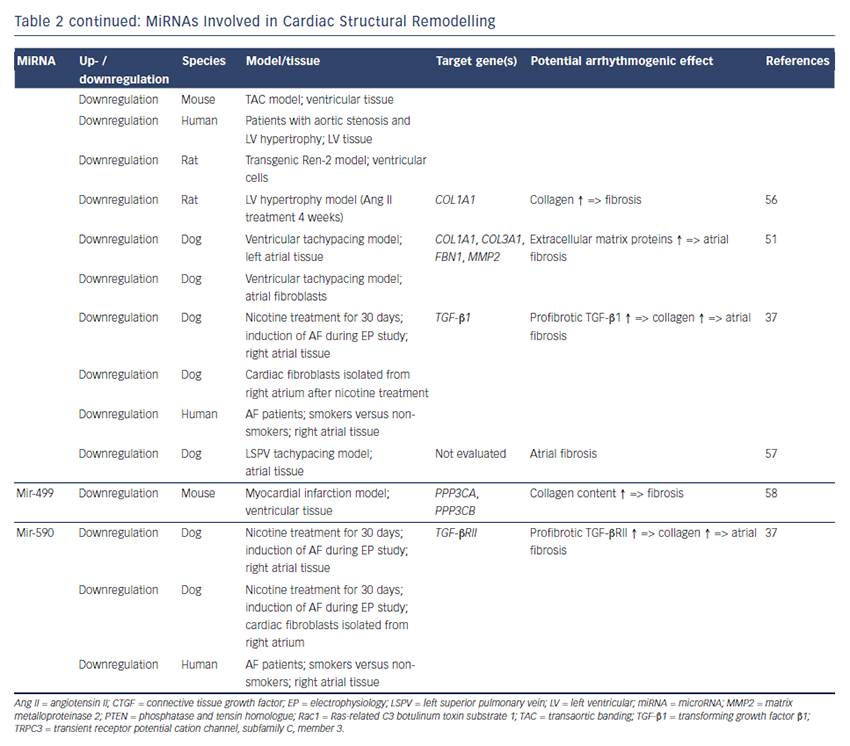 Table 2 continued: MiRNAs Involved in Cardiac Structural Remodelling
MiRNA Up- / downregulation Species Model/tissue Target gene(s) Potential arrhythmogenic effect References
Downregulation Mouse TAC model; ventricular tissue
Downregulation Human Patients with aortic stenosis and
LV hypertrophy; LV tissue
Downregulation Rat Transgenic Ren-2 model; ventricular
cells
Downregulation Rat LV hypertrophy model (Ang II COL1A1 Collagen ↑ => fibrosis 56
treatment 4 weeks)
Downregulation Dog Ventricular tachypacing model; COL1A1, COL3A1, Extracellular matrix proteins ↑ => atrial 51
left atrial tissue FBN1, MMP2 fibrosis
Downregulation Dog Ventricular tachypacing model;
atrial fibroblasts
Downregulation Dog Nicotine treatment for 30 days; TGF-β1 Profibrotic TGF-β1 ↑ => collagen ↑ => atrial 37
induction of AF during EP study; fibrosis
right atrial tissue
Downregulation Dog Cardiac fibroblasts isolated from
right atrium after nicotine treatment
Downregulation Human AF patients; smokers versus non-
smokers; right atrial tissue
Downregulation Dog LSPV tachypacing model; Not evaluated Atrial fibrosis 57
atrial tissue
Mir-499 Downregulation Mouse Myocardial infarction model; PPP3CA, Collagen content ↑ => fibrosis 58
ventricular tissue PPP3CB
Mir-590 Downregulation Dog Nicotine treatment for 30 days; TGF-βRII Profibrotic TGF-βRII ↑ => collagen ↑ => atrial 37
induction of AF during EP study; fibrosis
right atrial tissue
Downregulation Dog Nicotine treatment for 30 days;
induction of AF during EP study;
cardiac fibroblasts isolated from
right atrium
Downregulation Human AF patients; smokers versus non-
smokers; right atrial tissue
Ang II = angiotensin II; CTGF = connective tissue growth factor; EP = electrophysiology; LSPV = left superior pulmonary vein; LV = left ventricular; miRNA = microRNA; MMP2 = matrix
metalloproteinase 2; PTEN = phosphatase and tensin homologue; Rac1 = Ras-related C3 botulinum toxin substrate 1; TAC = transaortic banding; TGF-β1 = transforming growth factor β1;
TRPC3 = transient receptor potential cation channel, subfamily C, member 3.